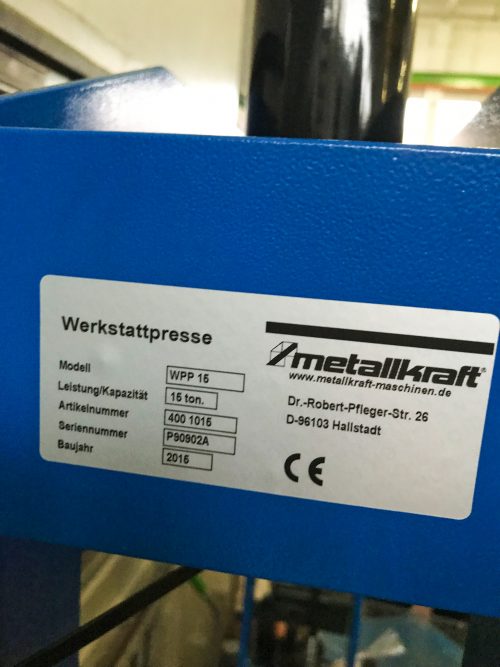 Werkstattpresse
Modell WPP 15
Leistung/Kapazität 15 ton.
Artikelnummer 400 1015
Seriennummer P90902A
Baujahr 2015
metallkraft®
www.metallkraft-maschinen.de
Dr.-Robert-Pfleger-Str. 26
D-96103 Hallstadt
CE